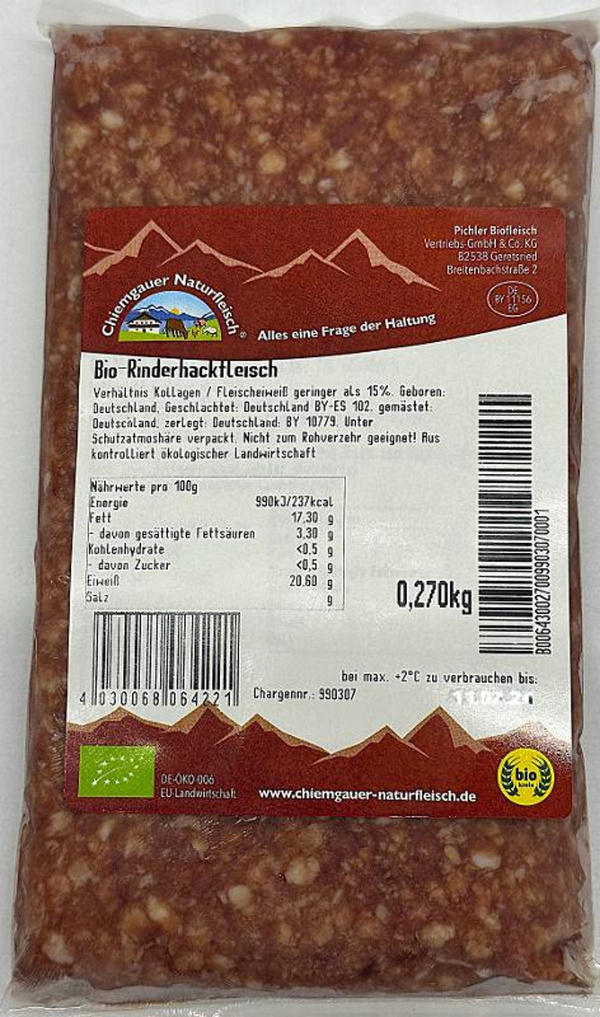 Pichler Biofleisch
Vertriebs-GmbH & Co. KG
82538 Geretsried
Breitenbachstraße 2
DE
BY 11156
EG
Chiemgauer Naturfleisch ®
Alles eine Frage der Haltung
Bio-Rinderhackfleisch
Verhältnis Kollagen / Fleischeiweiß geringer als 15%. Geboren:
Deutschland, Geschlachtet: Deutschland BY-ES 102, gemästet:
Deutschland, zerlegt: Deutschland: BY 10779. Unter
Schutzatmoshäre verpackt. Nicht zum Rohverzehr geeignet! Aus
kontrolliert ökologischer Landwirtschaft
Nährwerte pro 100g
Energie 990kJ/237kcal
Fett 17,30 g
- davon gesättigte Fettsäuren 3,30 g
Kohlenhydrate <0,5 g
- davon Zucker <0,5 g
Eiweiß 20,60 g
Salz g
0,270kg
80064300027009903070001
4 030068 064221
Chargennr.: 990307
bei max. +2°C zu verbrauchen bis:
DE-ÖKO-006
EU-Landwirtschaft
www.chiemgauer-naturfleisch.de
bio
kreis